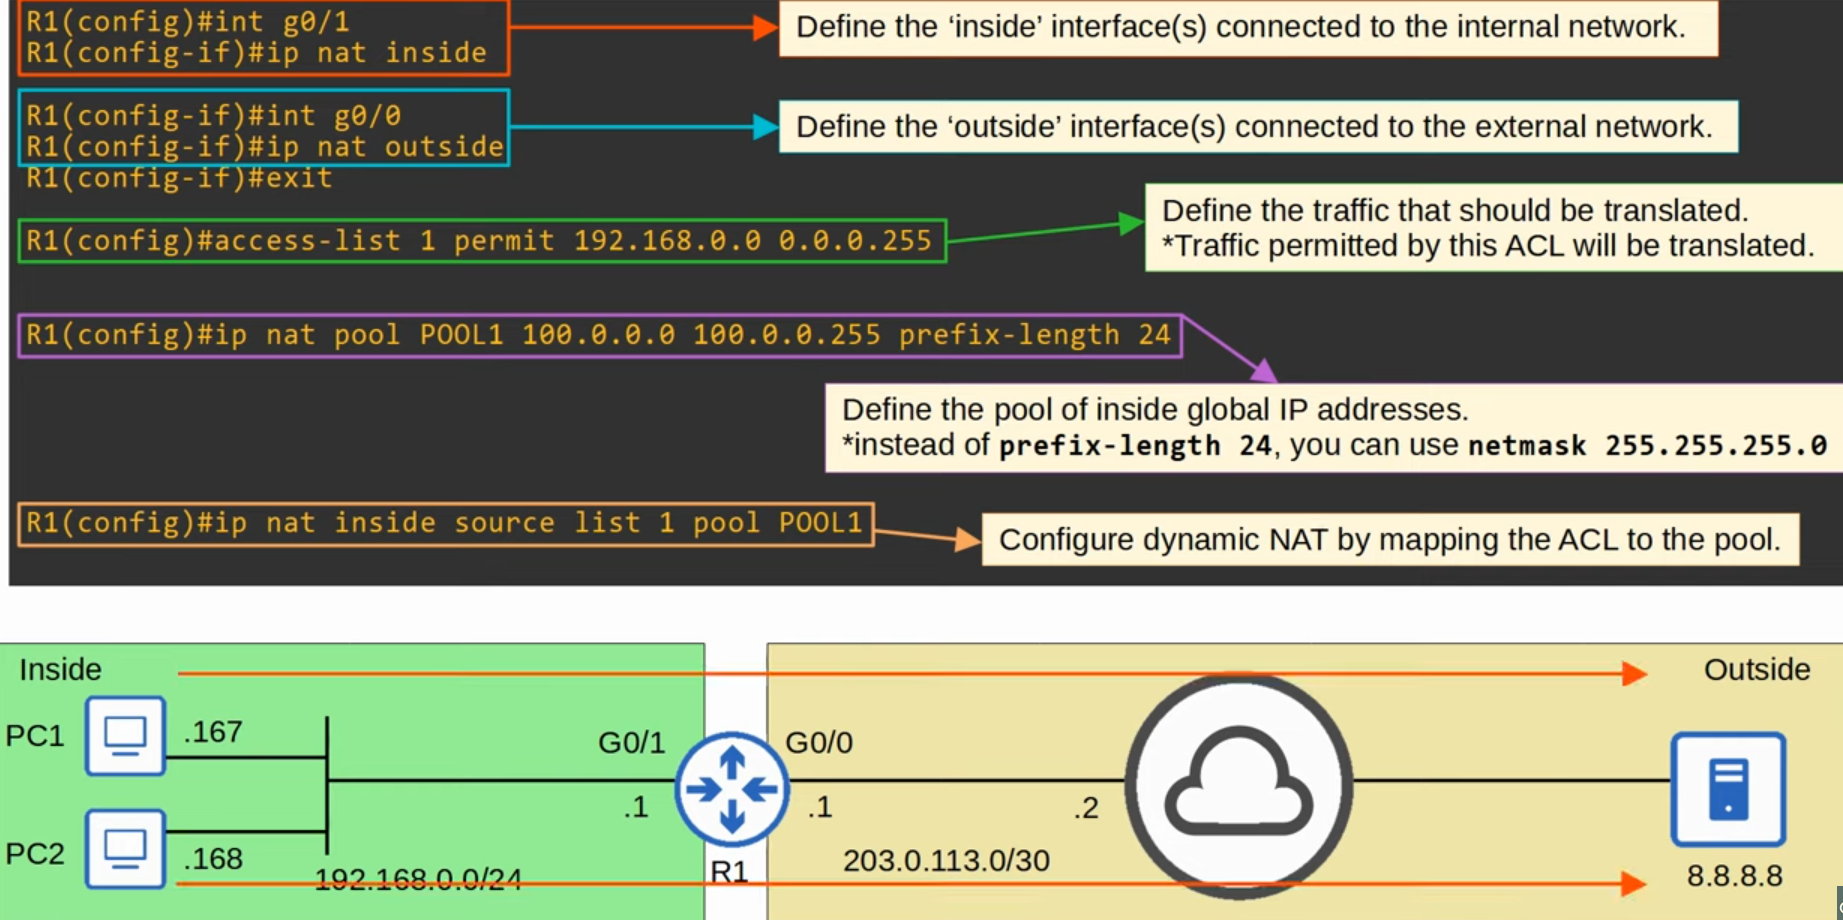 R1(config)#int g0/1
R1(config-if)#ip nat inside
Define the ‘inside’ interface(s) connected to the internal network.
R1(config-if)#int g0/0
R1(config-if)#ip nat outside
Define the ‘outside’ interface(s) connected to the external network.
R1(config-if)#exit
R1(config)#access-list 1 permit 192.168.0.0 0.0.0.255
Define the traffic that should be translated.
*Traffic permitted by this ACL will be translated.
R1(config)#ip nat pool POOL1 100.0.0.0 100.0.0.255 prefix-length 24
Define the pool of inside global IP addresses.
*instead of prefix-length 24, you can use netmask 255.255.255.0
R1(config)#ip nat inside source list 1 pool POOL1
Configure dynamic NAT by mapping the ACL to the pool.
Inside
Outside
PC1
.167
G0/1
G0/0
.1
.1
.2
PC2
.168
192.168.0.0/24
R1
203.0.113.0/30
8.8.8.8